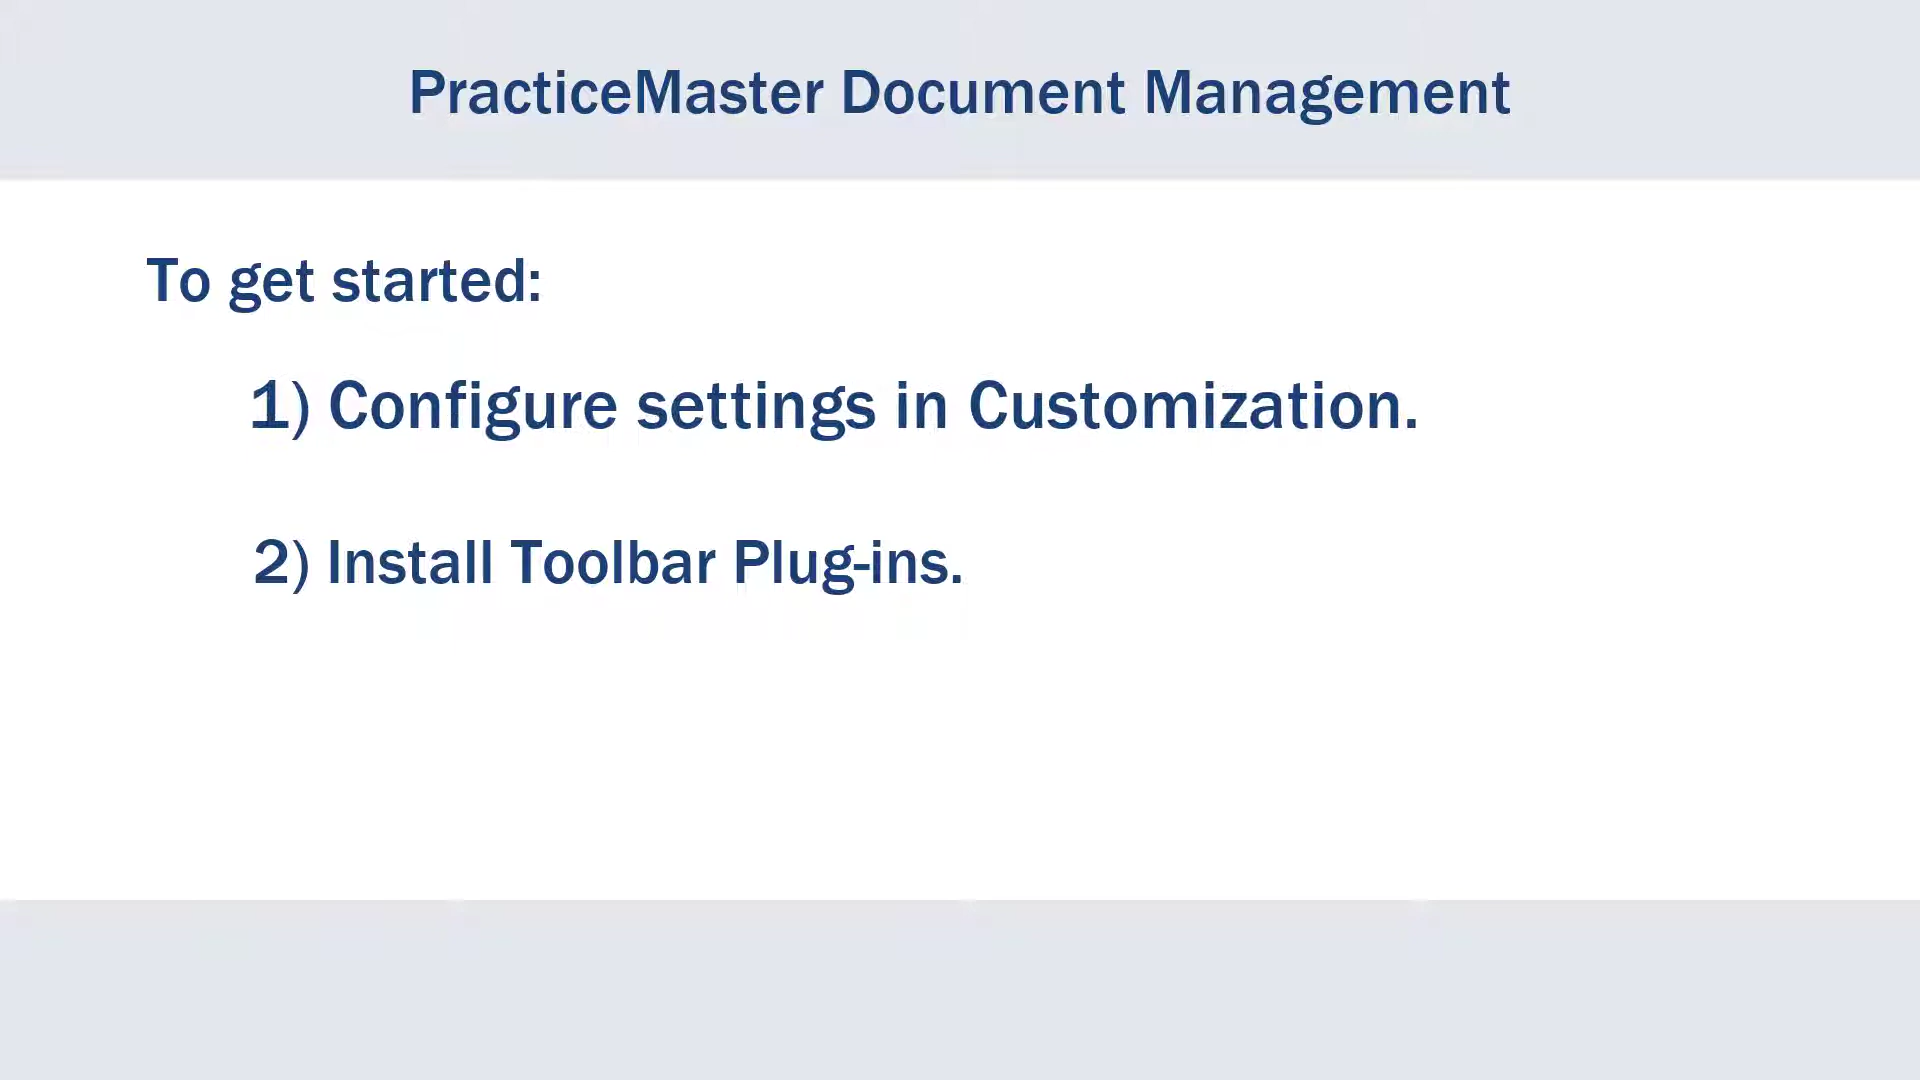 PracticeMaster Document Management
To get started:
1) Configure settings in Customization.
2) Install Toolbar Plug-ins.